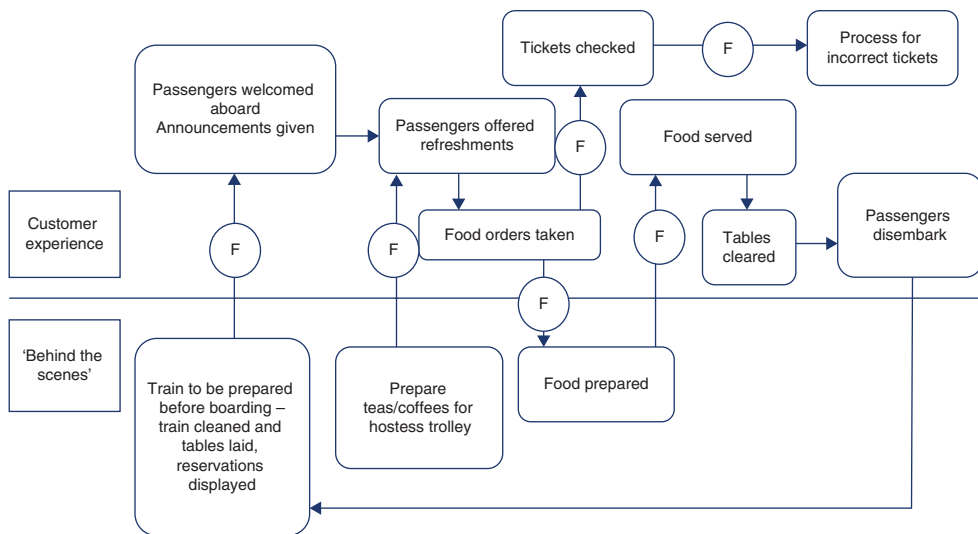 Tickets checked
F
Process for
incorrect tickets
Passengers welcomed
aboard
Announcements given
Passengers offered
refreshments
F
Food served
Customer
experience
F
F
Food orders taken
F
Tables
cleared
Passengers
disembark
F
‘Behind the
scenes’
Train to be prepared
before boarding –
train cleaned and
tables laid,
reservations
displayed
Prepare
teas/coffees for
hostess trolley
Food prepared